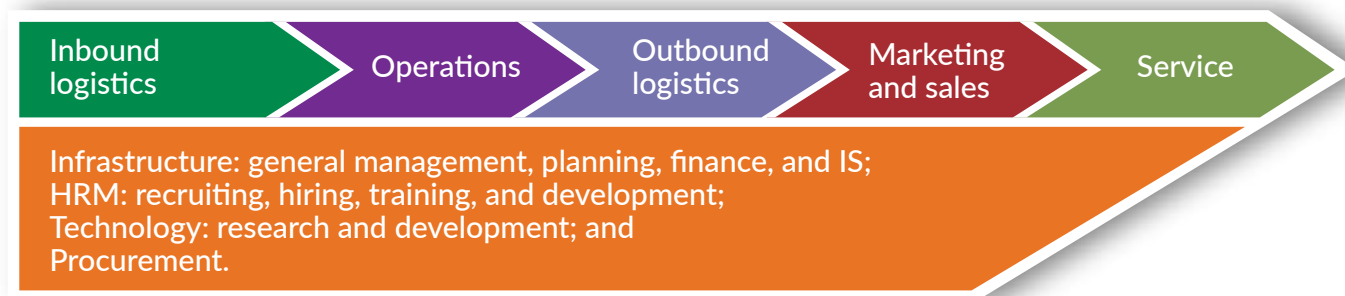 Inbound
logistics
Operations
Outbound
logistics
Marketing
and sales
Service
Infrastructure: general management, planning, finance, and IS;
HRM: recruiting, hiring, training, and development;
Technology: research and development; and
Procurement.